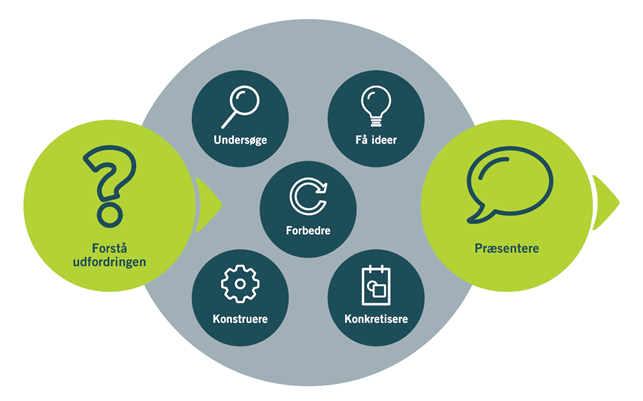 Undersøge
Få ideer
Forstå
udfordringen
Forbedre
Præsentere
Konstruere
Konkretisere